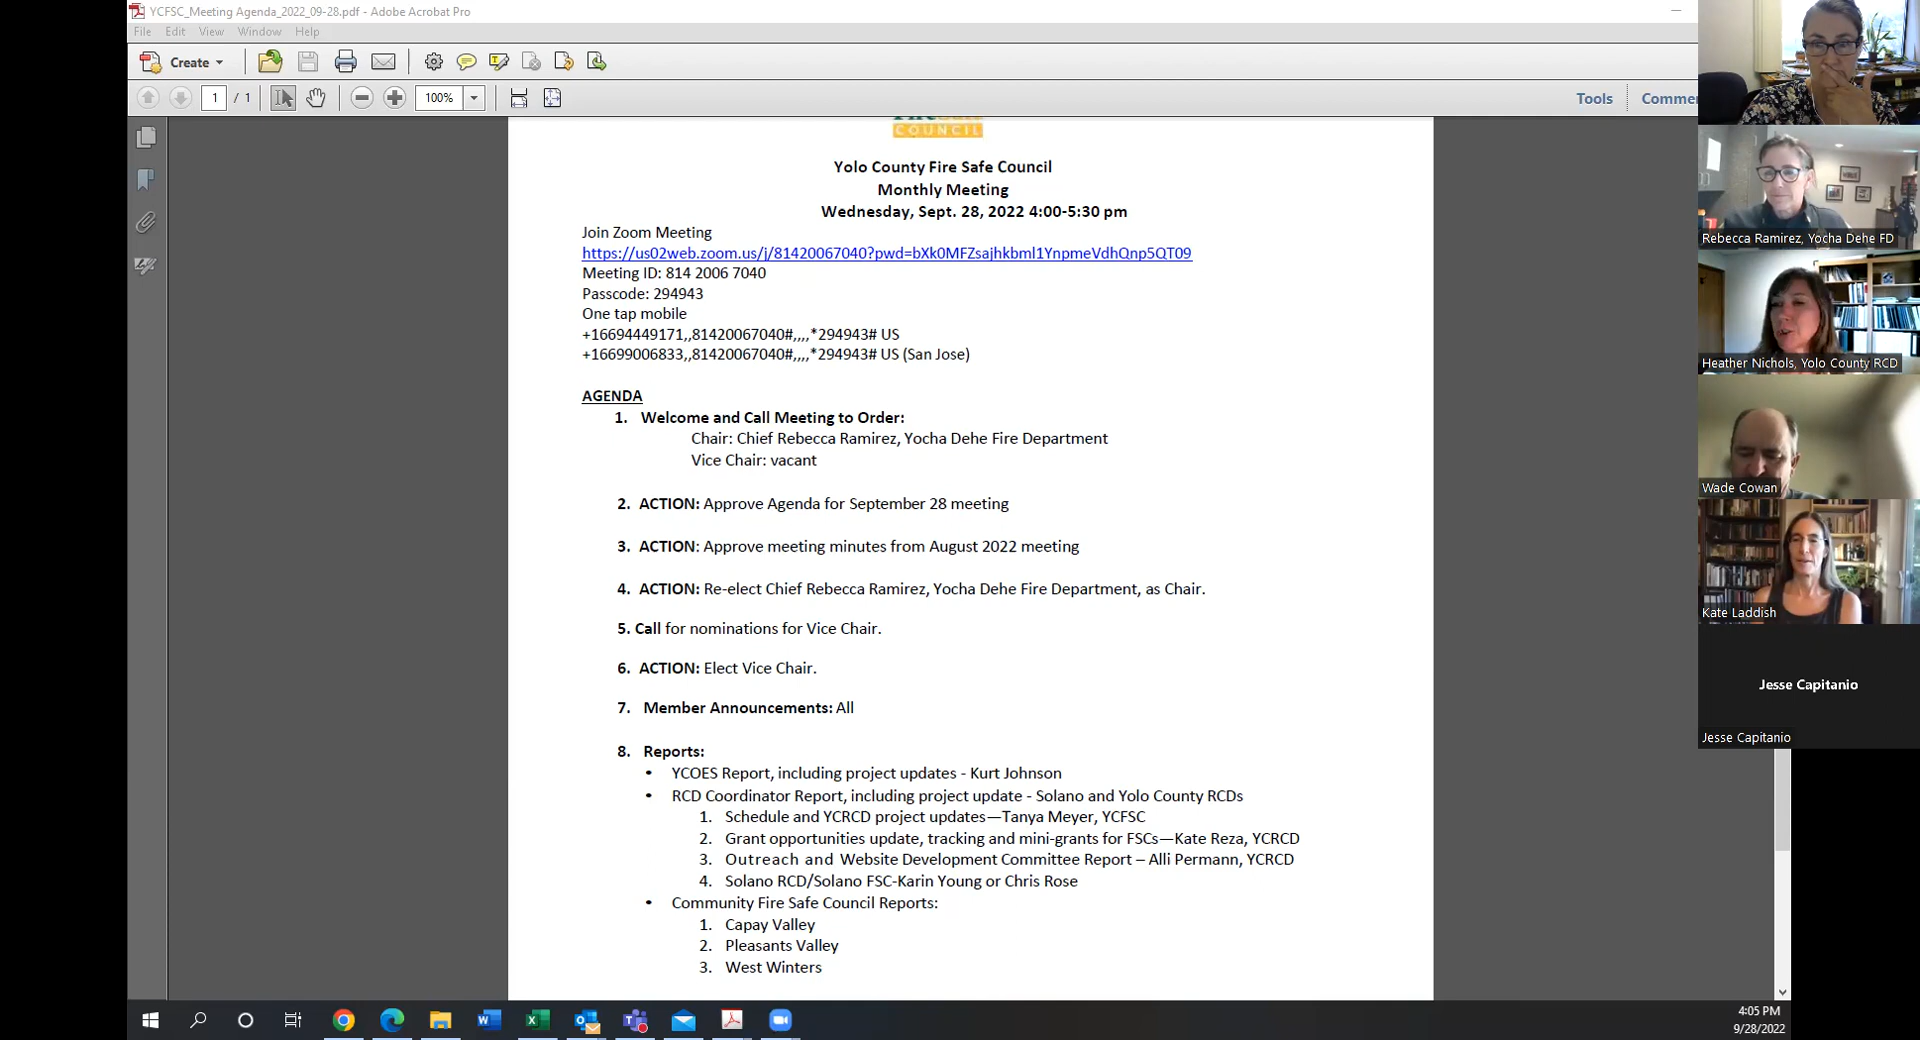 YCFSC_Meeting Agenda_2022_09-28.pdf - Adobe Acrobat Pro
File Edit View Window Help
Create
1 / 1 100% Tools
COUNCIL
Yolo County Fire Safe Council
Monthly Meeting
Wednesday, Sept. 28, 2022 4:00-5:30 pm
Join Zoom Meeting
https://us02web.zoom.us/j/81420067040?pwd=bXk0MFZsajhkbml1YnpmeVdhQnp5QT09
Meeting ID: 814 2006 7040
Passcode: 294943
One tap mobile
+16694449171,,81420067040#,,,,*294943# US
+16699006833,,81420067040#,,,,*294943# US (San Jose)
AGENDA
1. Welcome and Call Meeting to Order:
Chair: Chief Rebecca Ramirez, Yocha Dehe Fire Department
Vice Chair: vacant
2. ACTION: Approve Agenda for September 28 meeting
3. ACTION: Approve meeting minutes from August 2022 meeting
4. ACTION: Re-elect Chief Rebecca Ramirez, Yocha Dehe Fire Department, as Chair.
5. Call for nominations for Vice Chair.
6. ACTION: Elect Vice Chair.
7. Member Announcements: All
8. Reports:
• YCOES Report, including project updates - Kurt Johnson
• RCD Coordinator Report, including project update - Solano and Yolo County RCDs
1. Schedule and YCRCD project updates—Tanya Meyer, YCFSC
2. Grant opportunities update, tracking and mini-grants for FSCs—Kate Reza, YCRCD
3. Outreach and Website Development Committee Report – Alli Permann, YCRCD
4. Solano RCD/Solano FSC-Karin Young or Chris Rose
• Community Fire Safe Council Reports:
1. Capay Valley
2. Pleasants Valley
3. West Winters
Rebecca Ramirez, Yocha Dehe FD
Heather Nichols, Yolo County RCD
Wade Cowan
Kate Laddish
Jesse Capitanio
Jesse Capitanio
4:05 PM
9/28/2022